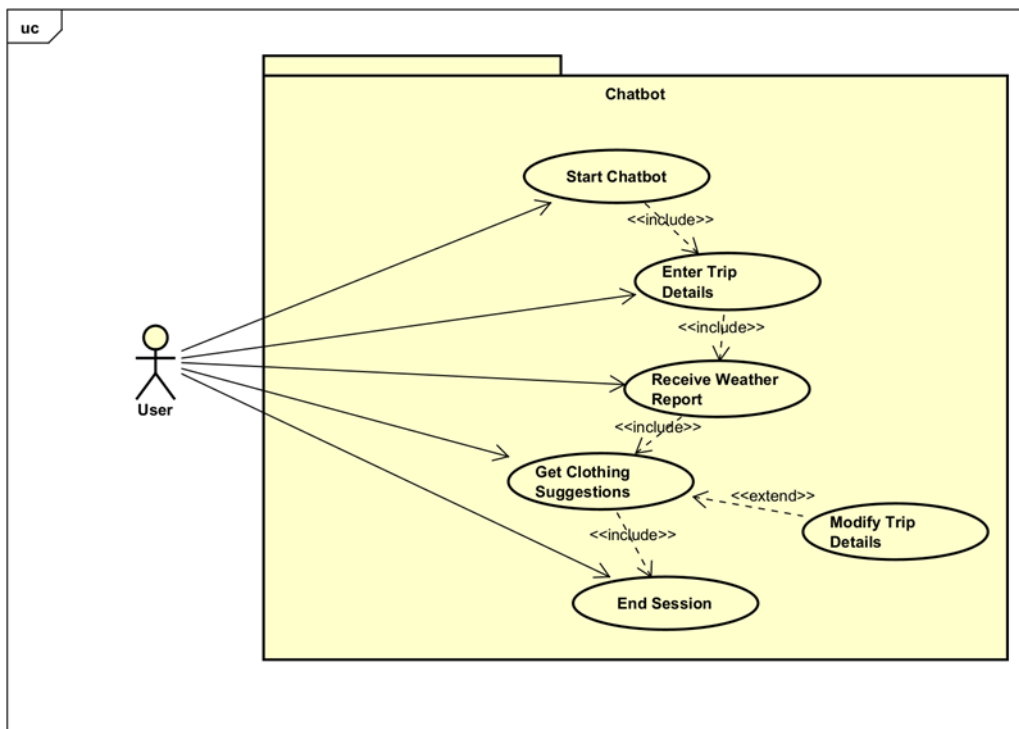 uc
Chatbot
Start Chatbot
<<include>>
Enter Trip
Details
<<include>>
Receive Weather
Report
User
<<include>>
Get Clothing
Suggestions
<<extend>>
Modify Trip
Details
<<include>>
End Session